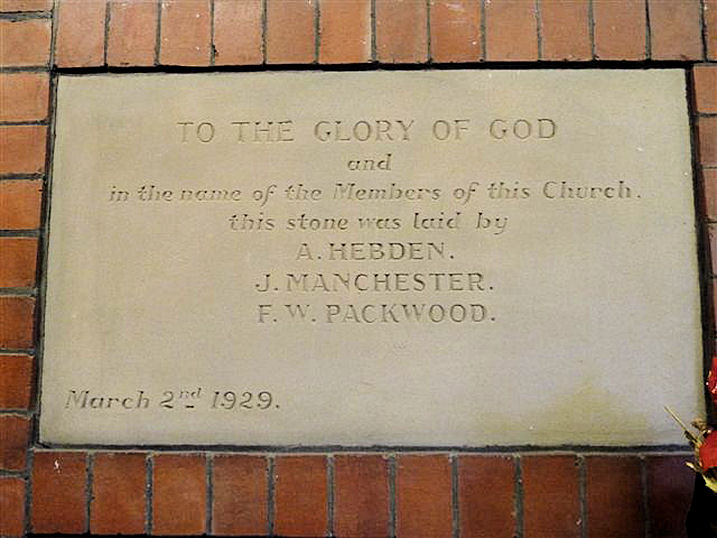 TO THE GLORY OF GOD
and
in the name of the Members of this Church.
this stone was laid by
A. HEBDEN.
J. MANCHESTER.
F. W. PACKWOOD.
March 2nd 1929.